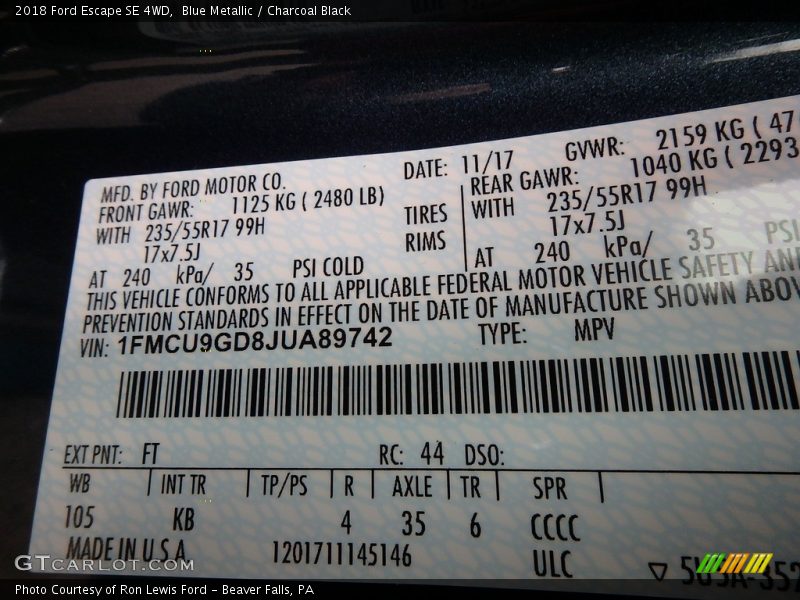 2018 Ford Escape SE 4WD, Blue Metallic / Charcoal Black
MFD. BY FORD MOTOR CO. DATE: 11/17 GVWR: 2159 KG ( 47
FRONT GAWR: 1125 KG ( 2480 LB) REAR GAWR: 1040 KG ( 2293
WITH 235/55R17 99H TIRES WITH 235/55R17 99H
17x7.5J RIMS 17x7.5J
AT 240 kPa/ 35 PSI COLD AT 240 kPa/ 35 PSI
THIS VEHICLE CONFORMS TO ALL APPLICABLE FEDERAL MOTOR VEHICLE SAFETY AN
PREVENTION STANDARDS IN EFFECT ON THE DATE OF MANUFACTURE SHOWN ABOV
VIN: 1FMCU9GD8JUA89742 TYPE: MPV
EXT PNT: FT RC: 44 DSO:
WB INT TR TP/PS R AXLE TR SPR
105 KB 4 35 6 CCCC
MADE IN U.S.A. 1201711145146 ULC
GTCARLOT.COM
Photo Courtesy of Ron Lewis Ford - Beaver Falls, PA